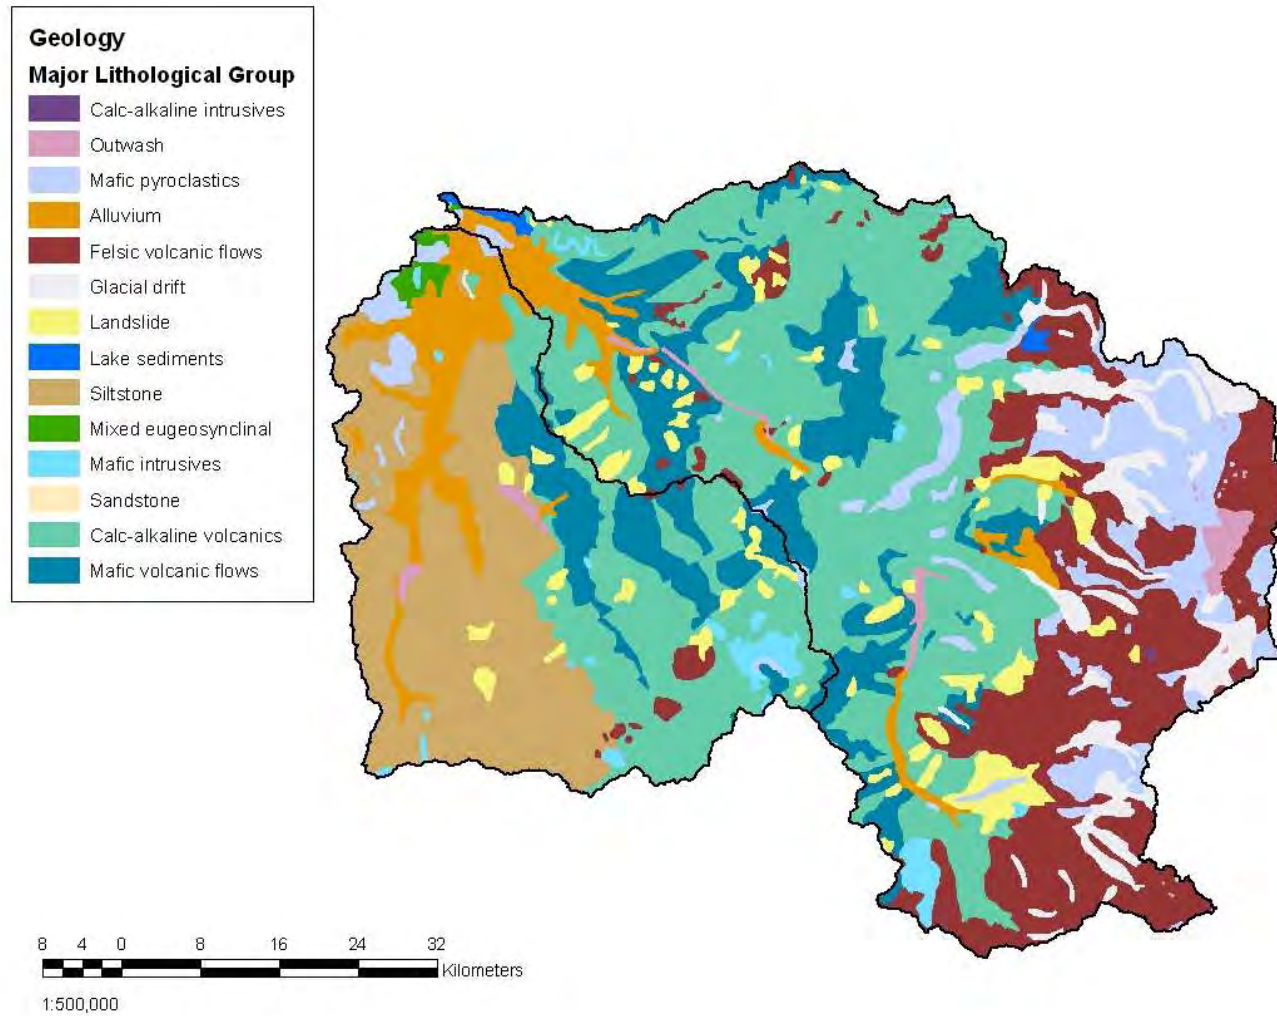 Geology
Major Lithological Group
Calc-alkaline intrusives
Outwash
Mafic pyroclastics
Alluvium
Felsic volcanic flows
Glacial drift
Landslide
Lake sediments
Siltstone
Mixed eugeosynclinal
Mafic intrusives
Sandstone
Calc-alkaline volcanics
Mafic volcanic flows
8 4 0 8 16 24 32
Kilometers
1:500,000